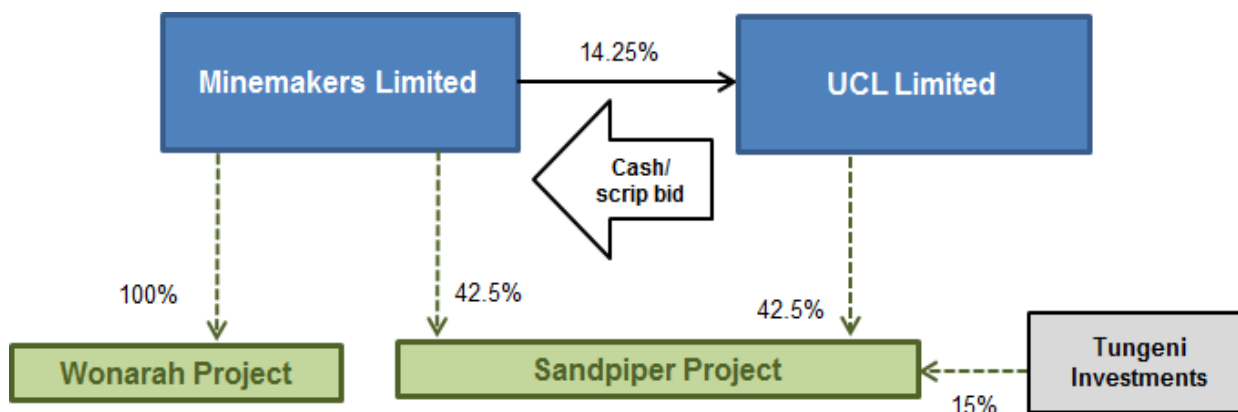 14.25%
Minemakers Limited
UCL Limited
Cash/
scrip bid
100%
42.5%
42.5%
Wonarah Project
Sandpiper Project
Tungeni
Investments
15%